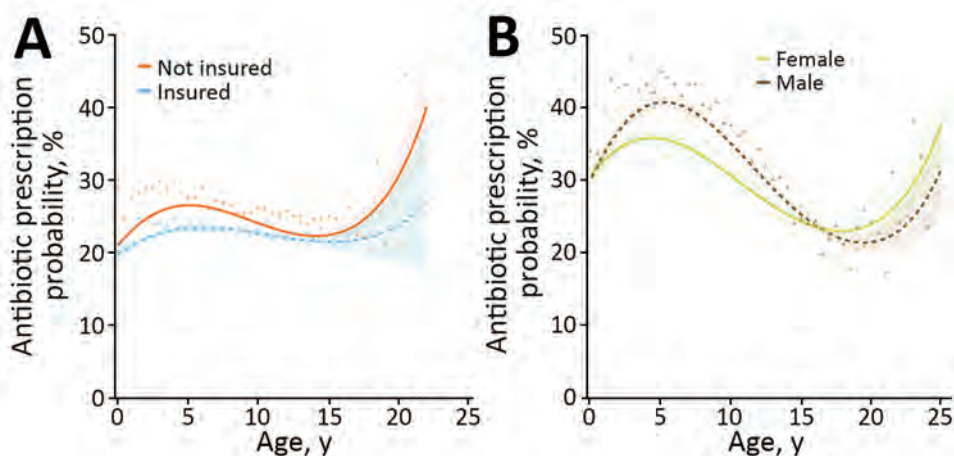 A
Antibiotic prescription
probability, %
50
40
30
20
10
0
Not insured
Insured
0 5 10 15 20 25
Age, y
B
Antibiotic prescription
probability, %
50
40
30
20
10
0
Female
Male
0 5 10 15 20 25
Age, y